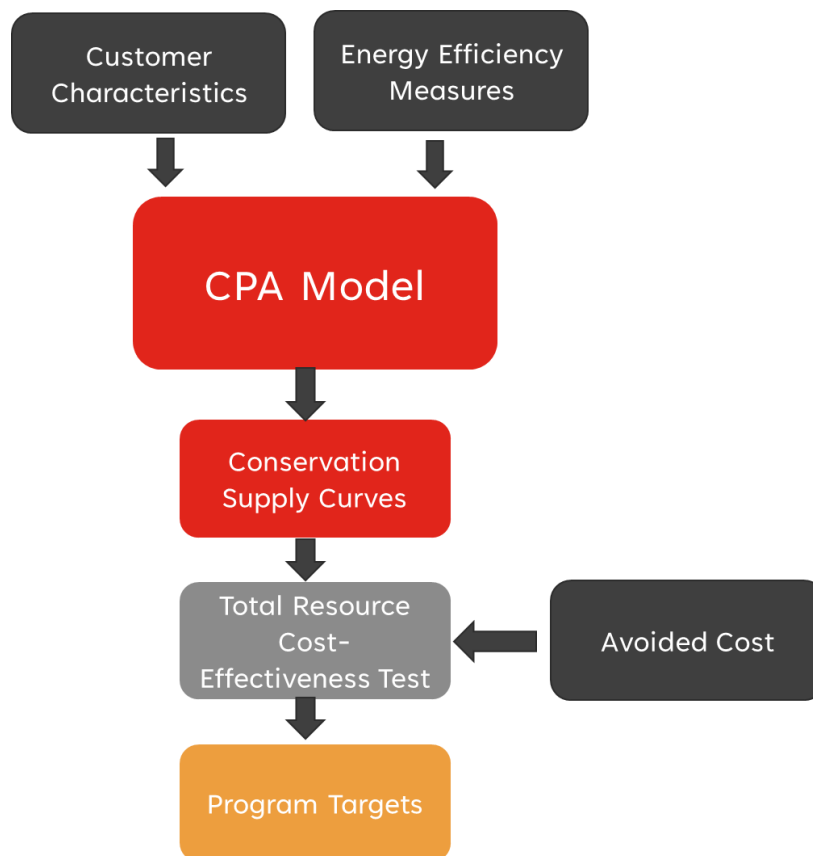 Customer
Characteristics
Energy Efficiency
Measures
CPA Model
Conservation
Supply Curves
Total Resource
Cost-
Effectiveness Test
Avoided Cost
Program Targets